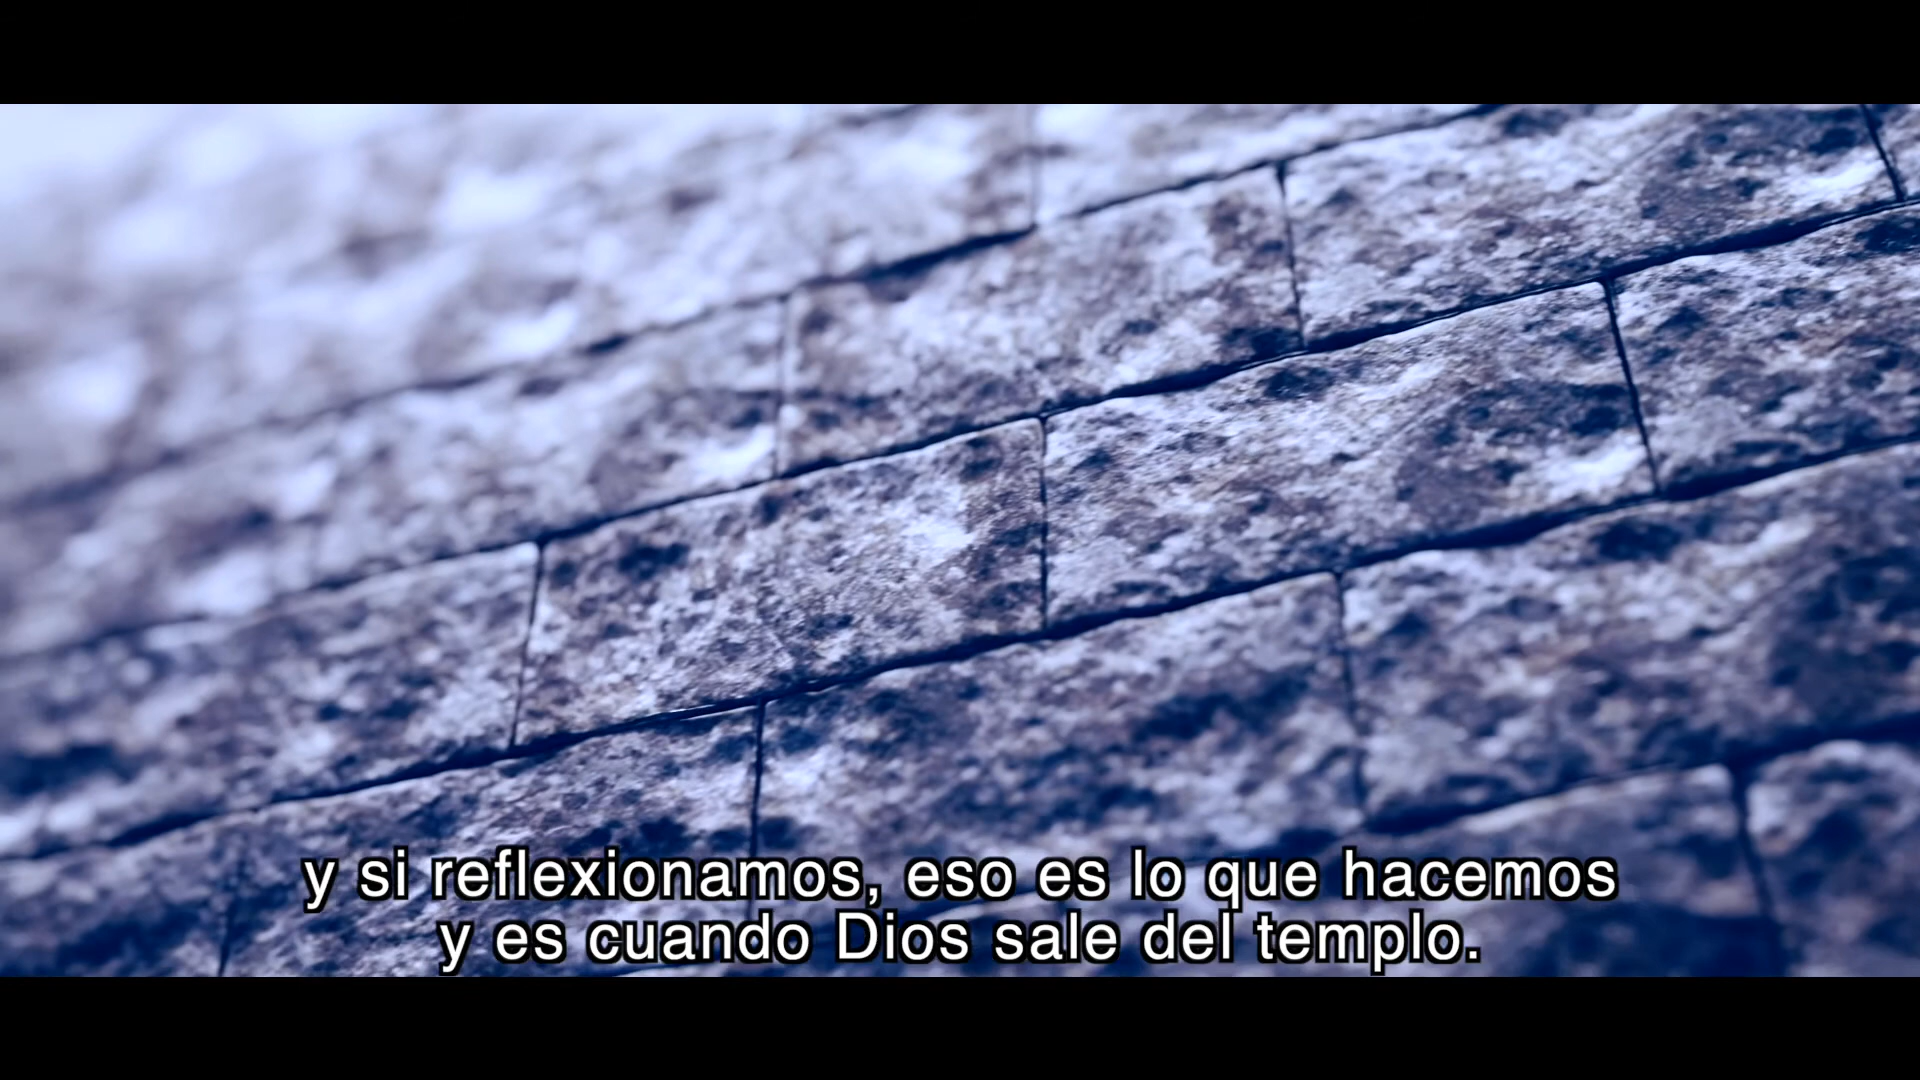 y si reflexionamos, eso es lo que hacemos
y es cuando Dios sale del templo.